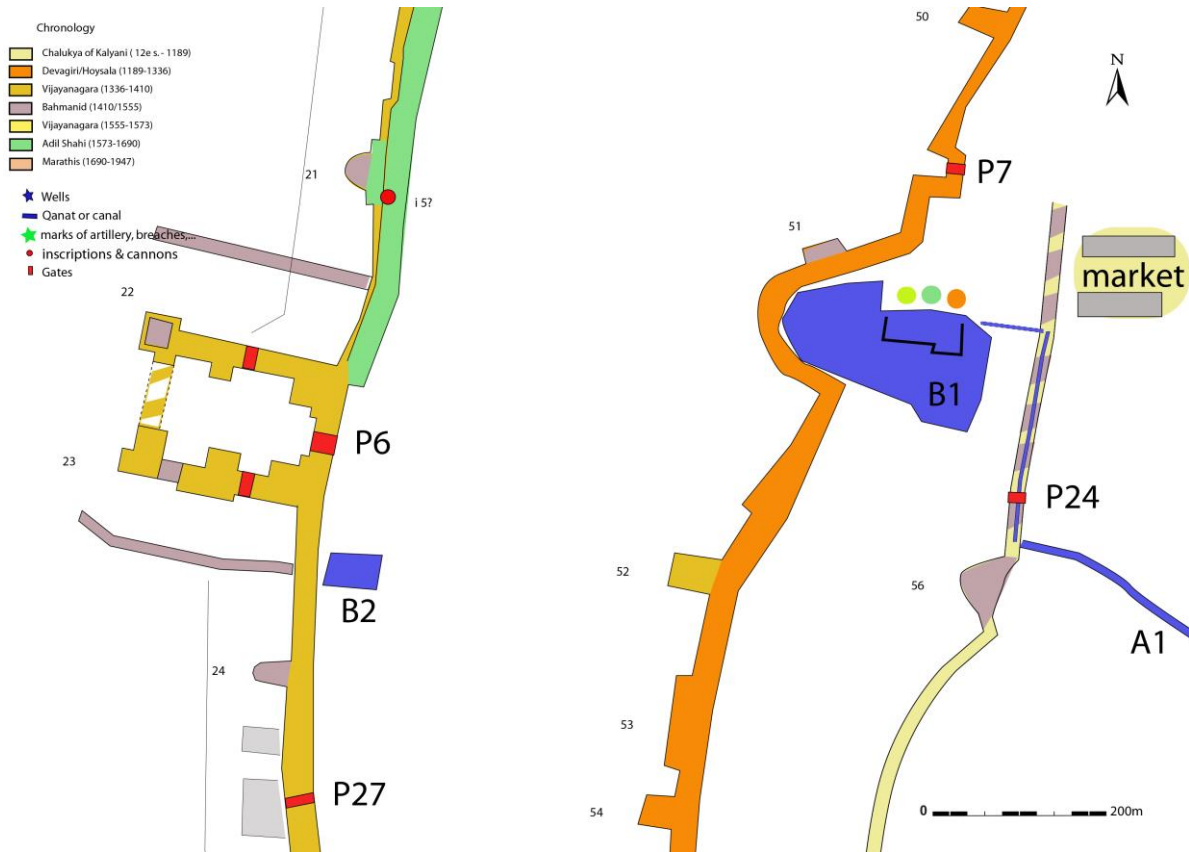 Chronology
Chalukya of Kalyani ( 12e s. - 1189)
Devagiri/Hoysala (1189-1336)
Vijayanagara (1336-1410)
Bahmanid (1410/1555)
Vijayanagara (1555-1573)
Adil Shahi (1573-1690)
Marathis (1690-1947)
Wells
Qanat or canal
marks of artillery, breaches,...
inscriptions & cannons
Gates
21
i 5?
22
P6
23
B2
24
P27
50
N
P7
51
market
B1
P24
52
56
A1
53
54
0 200m